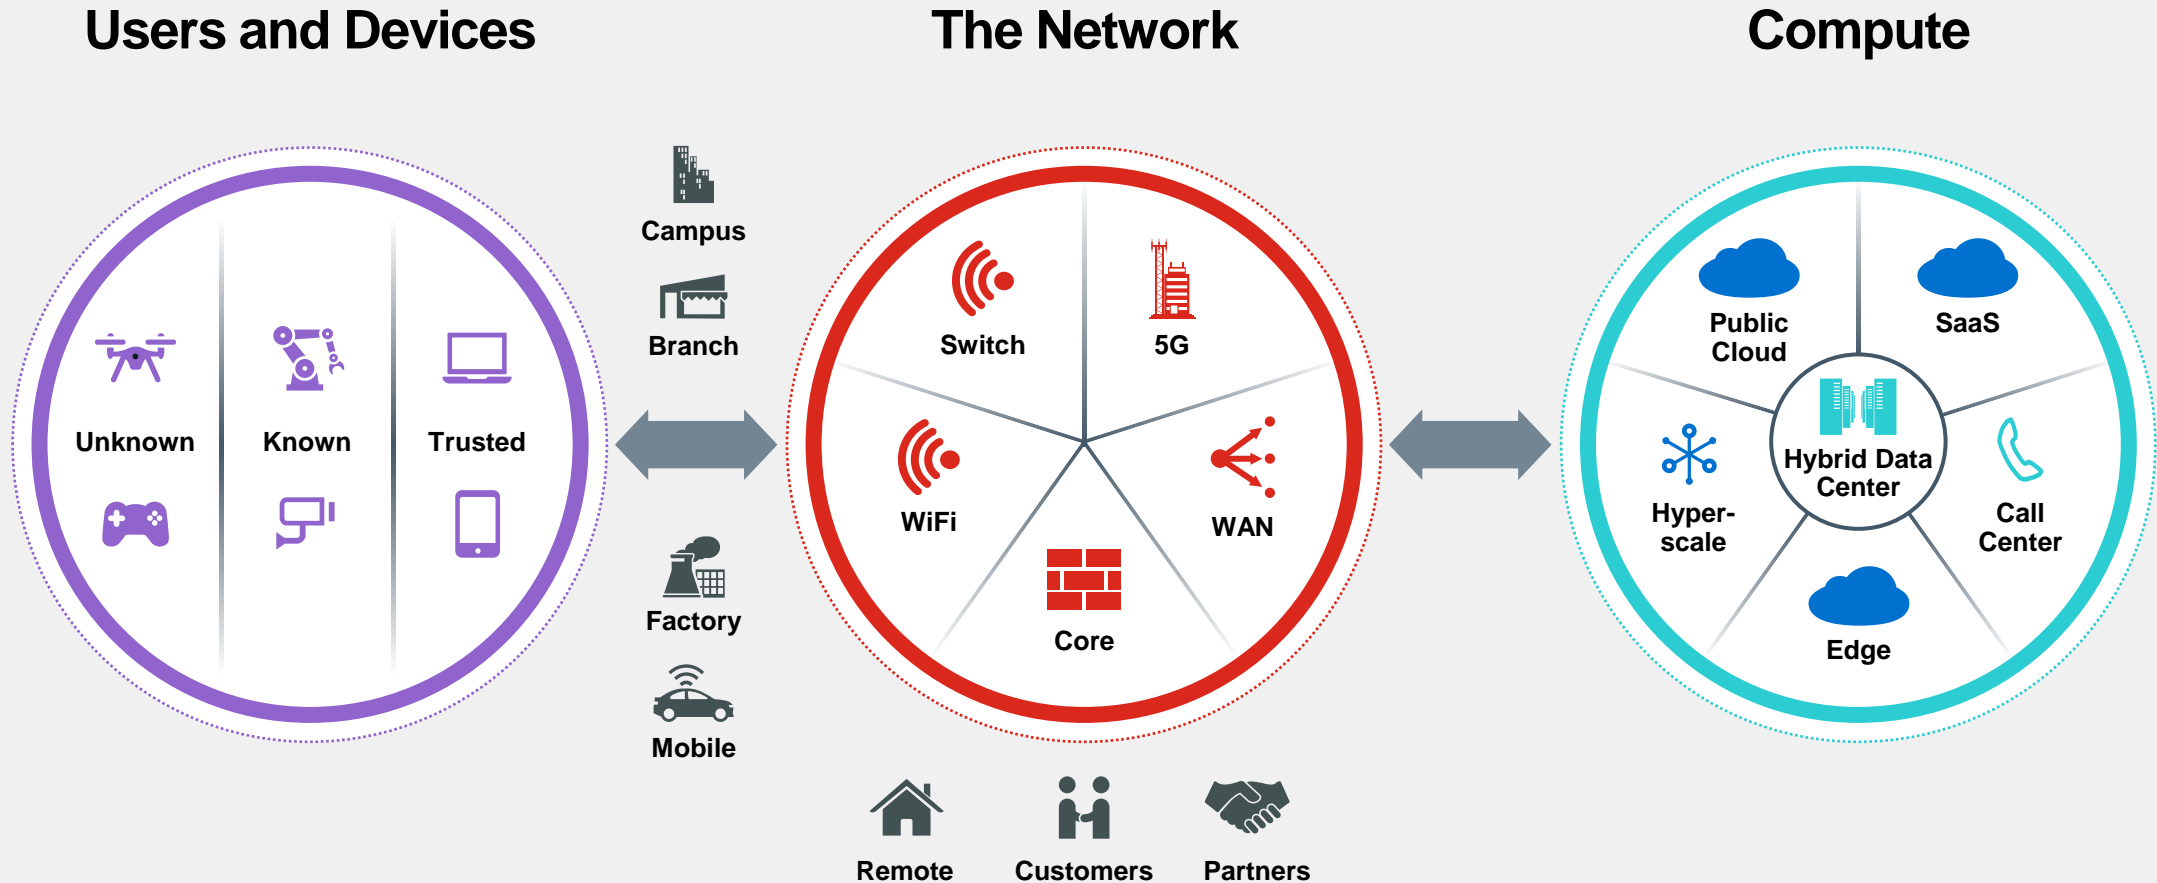 Users and Devices
The Network
Compute
Unknown
Known
Trusted
Campus
Branch
Factory
Mobile
Switch
5G
WiFi
WAN
Core
Remote
Customers
Partners
Public
Cloud
SaaS
Hybrid Data
Center
Hyper-
scale
Call
Center
Edge